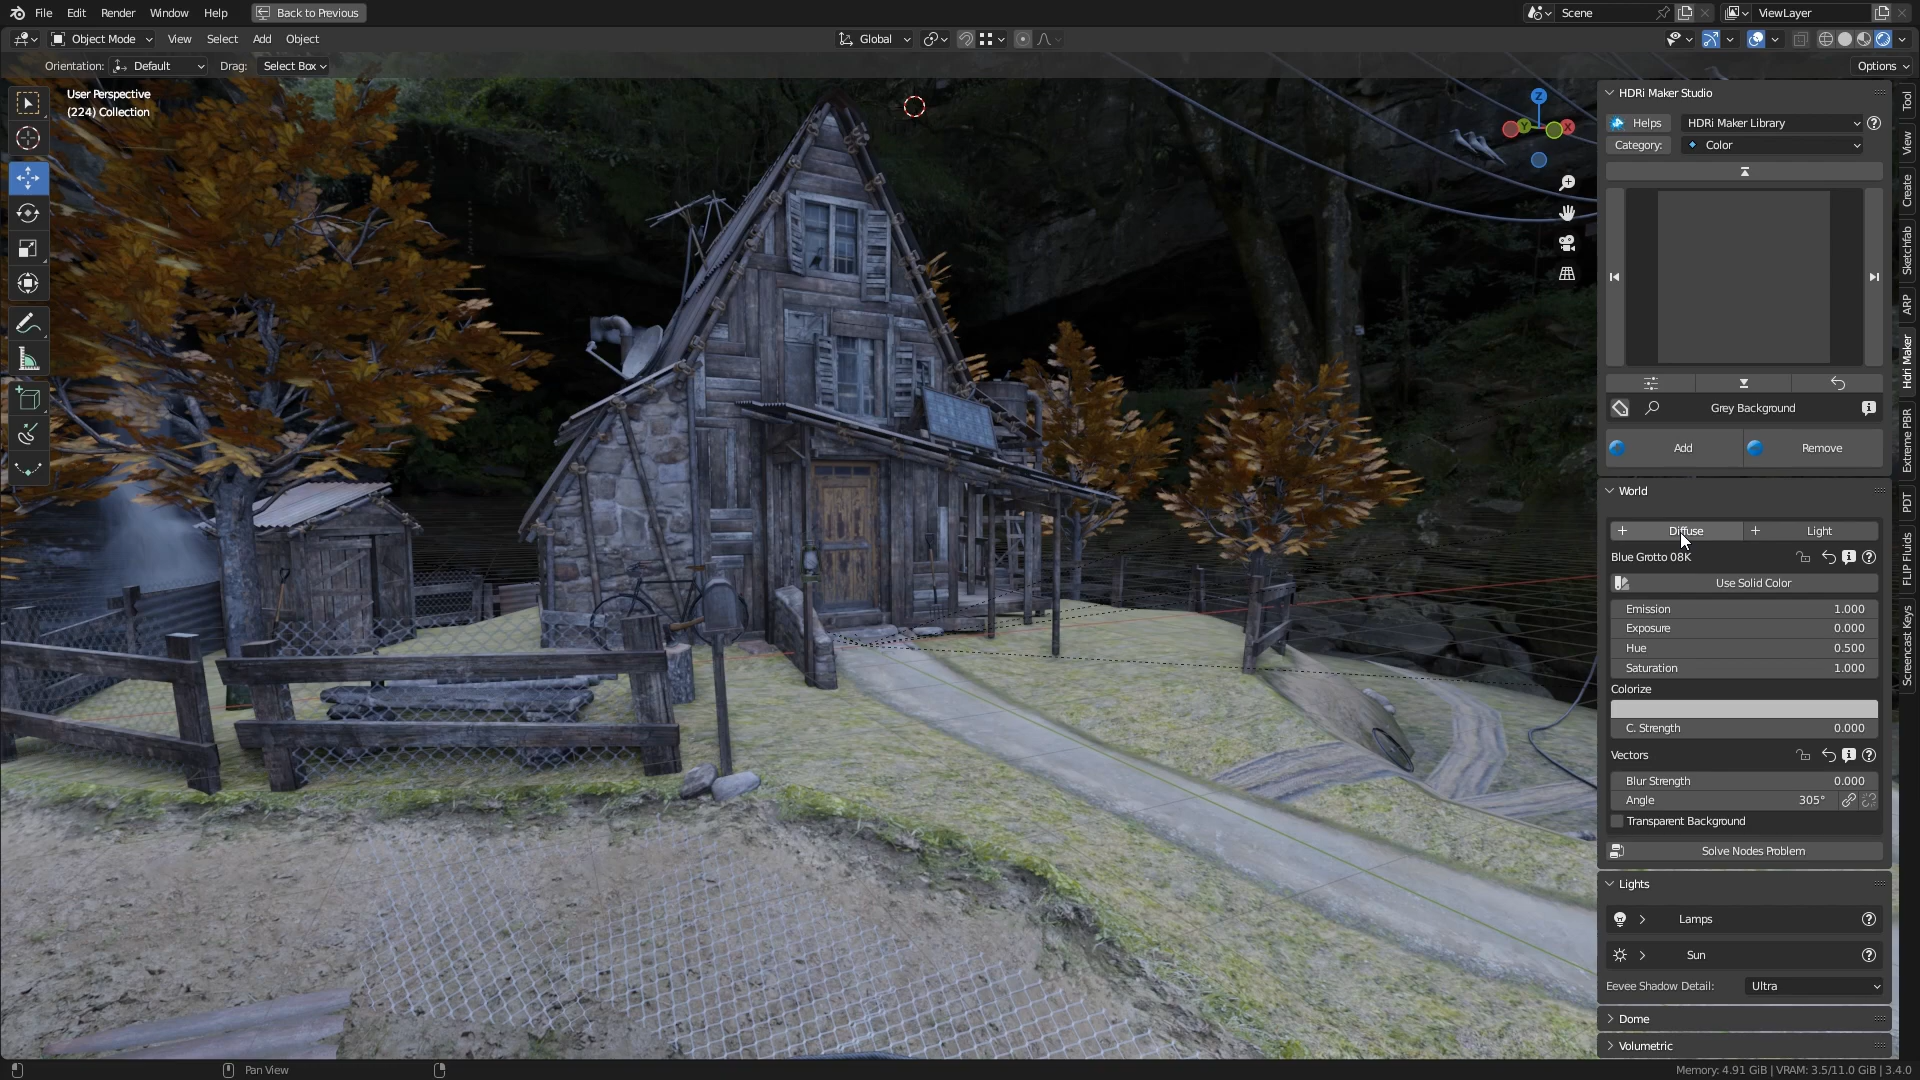 File Edit Render Window Help Back to Previous Scene ViewLayer
Object Mode View Select Add Object Global
Orientation: Default Drag: Select Box Options
User Perspective
(224) Collection
Z
Y
X
HDRi Maker Studio
Helps HDRi Maker Library
Category: Color
Grey Background
Add Remove
World
Diffuse Light
Blue Grotto 08K
Use Solid Color
Emission 1.000
Exposure 0.000
Hue 0.500
Saturation 1.000
Colorize
C. Strength 0.000
Vectors
Blur Strength 0.000
Angle 305°
Transparent Background
Solve Nodes Problem
Lights
Lamps
Sun
Eevee Shadow Detail: Ultra
Dome
Volumetric
Tool
View
Create
Sketchfab
ARP
Hdri Maker
Extreme PBR
PDT
FLIP Fluids
Screencast Keys
Pan View
Memory: 4.91 GiB | VRAM: 3.5/11.0 GiB | 3.4.0